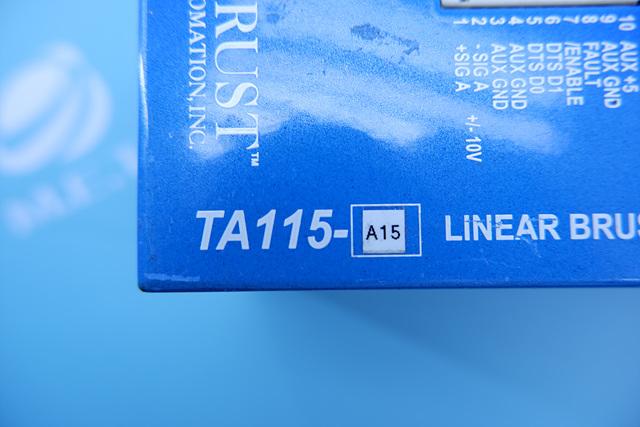 RUST™
OMATION, INC.
10 AUX +5
9 AUX GND
8 FAULT
7 /ENABLE
6 DTS D1
5 DTS D0
4 AUX GND
3 AUX GND
2 - SIG A +/- 10V
1 +SIG A
TA115-A15 LINEAR BRUS